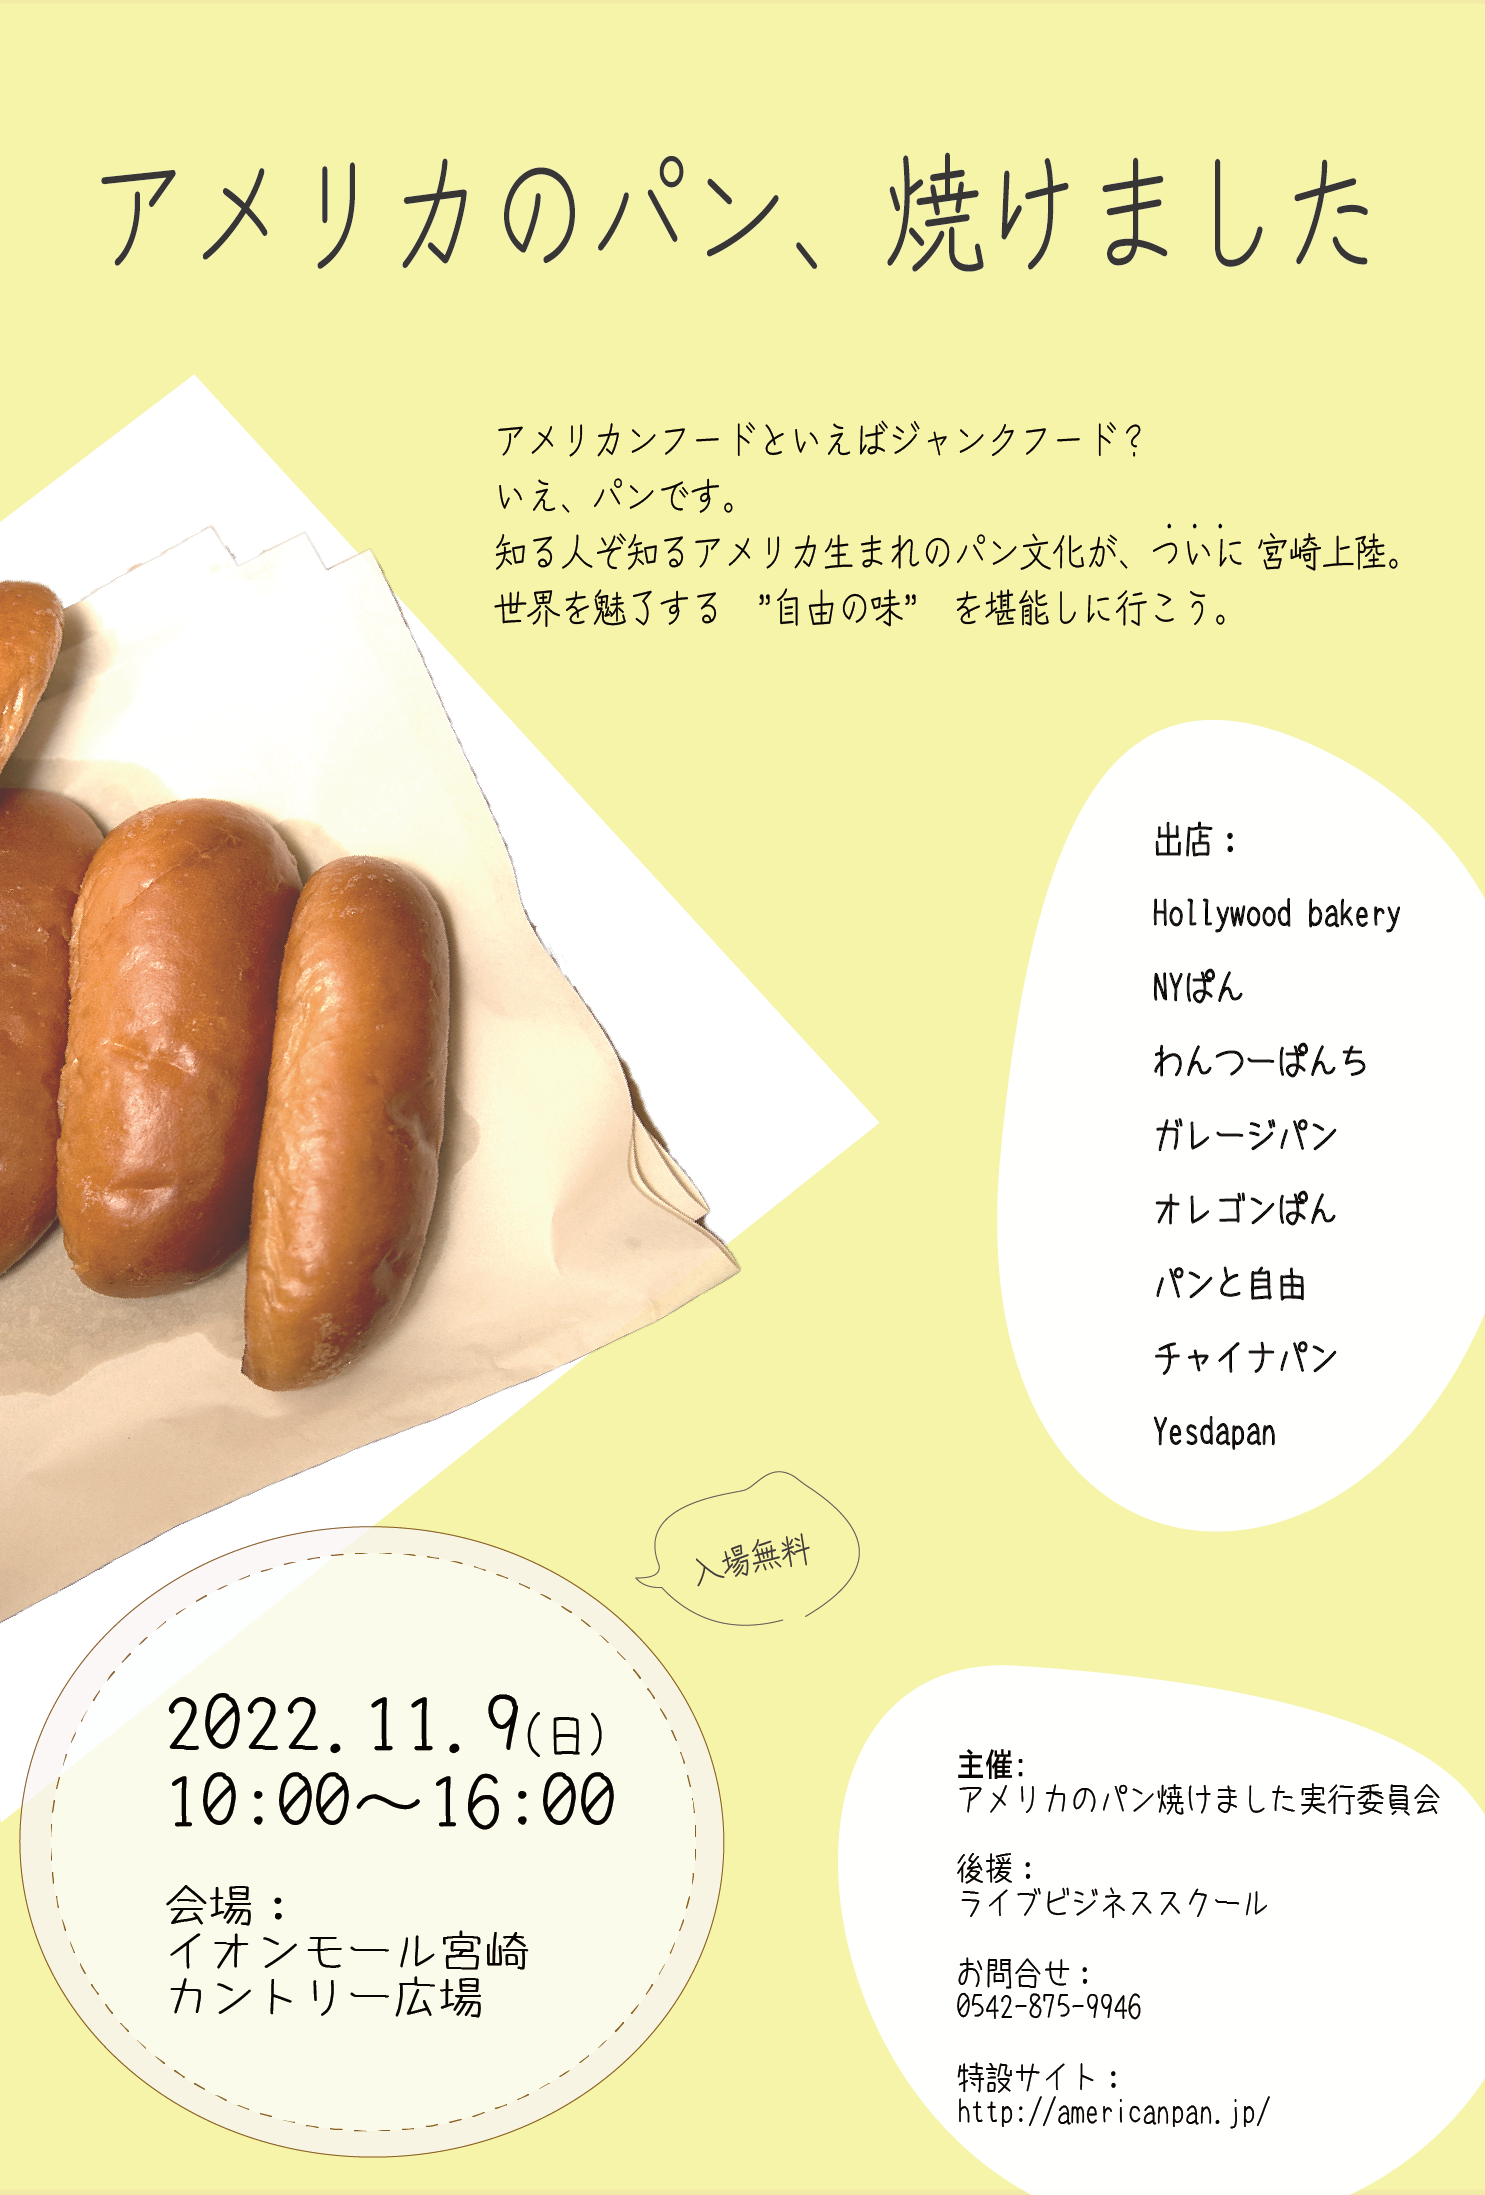 アメリカのパン、焼けました
アメリカンフードといえばジャンクフード？
いえ、パンです。
知る人ぞ知るアメリカ生まれのパン文化が、ついに 宮崎上陸。
世界を魅了する　”自由の味”　を堪能しに行こう。
出店：
Hollywood bakery
NYぱん
わんつーぱんち
ガレージパン
オレゴンぱん
パンと自由
チャイナパン
Yesdapan
入場無料
2022.11.9(日)
10:00～16:00
会場：
イオンモール宮崎
カントリー広場
主催:
アメリカのパン焼けました実行委員会
後援：
ライブビジネススクール
お問合せ：
0542-875-9946
特設サイト：
http://americanpan.jp/